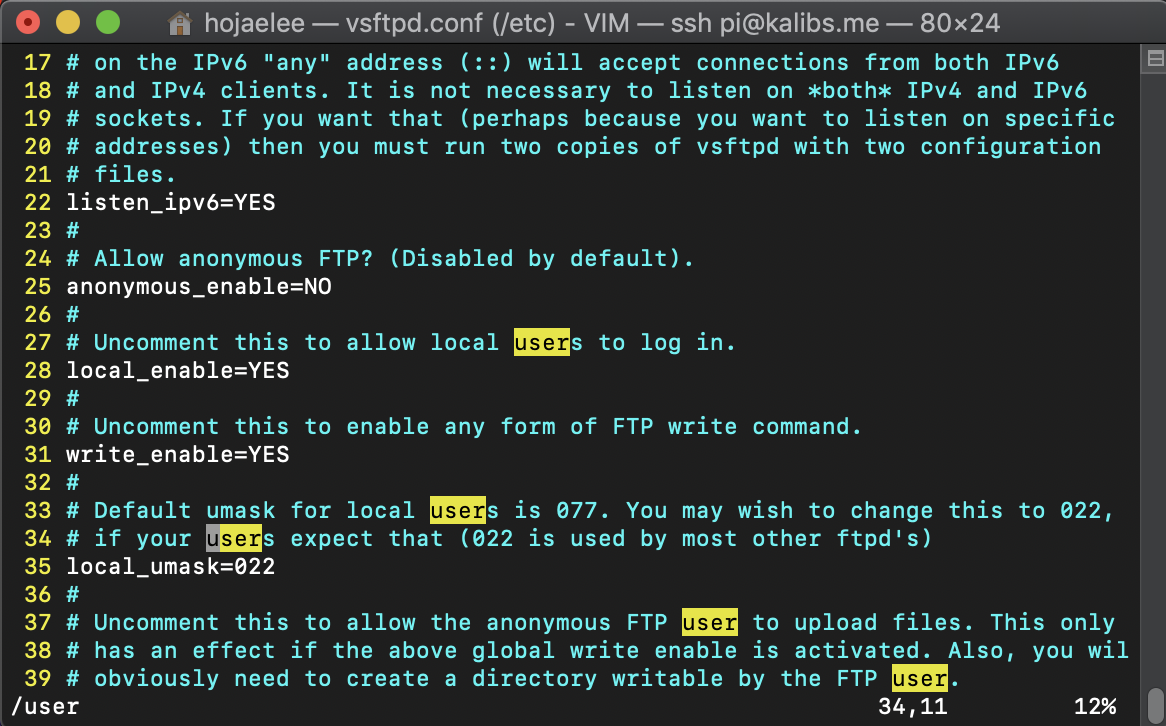 hojaelee — vsftpd.conf (/etc) - VIM — ssh pi@kalibs.me — 80×24
17 # on the IPv6 "any" address (::) will accept connections from both IPv6
18 # and IPv4 clients. It is not necessary to listen on *both* IPv4 and IPv6
19 # sockets. If you want that (perhaps because you want to listen on specific
20 # addresses) then you must run two copies of vsftpd with two configuration
21 # files.
22 listen_ipv6=YES
23 #
24 # Allow anonymous FTP? (Disabled by default).
25 anonymous_enable=NO
26 #
27 # Uncomment this to allow local users to log in.
28 local_enable=YES
29 #
30 # Uncomment this to enable any form of FTP write command.
31 write_enable=YES
32 #
33 # Default umask for local users is 077. You may wish to change this to 022,
34 # if your users expect that (022 is used by most other ftpd's)
35 local_umask=022
36 #
37 # Uncomment this to allow the anonymous FTP user to upload files. This only
38 # has an effect if the above global write enable is activated. Also, you wil
39 # obviously need to create a directory writable by the FTP user.
/user 34,11 12%